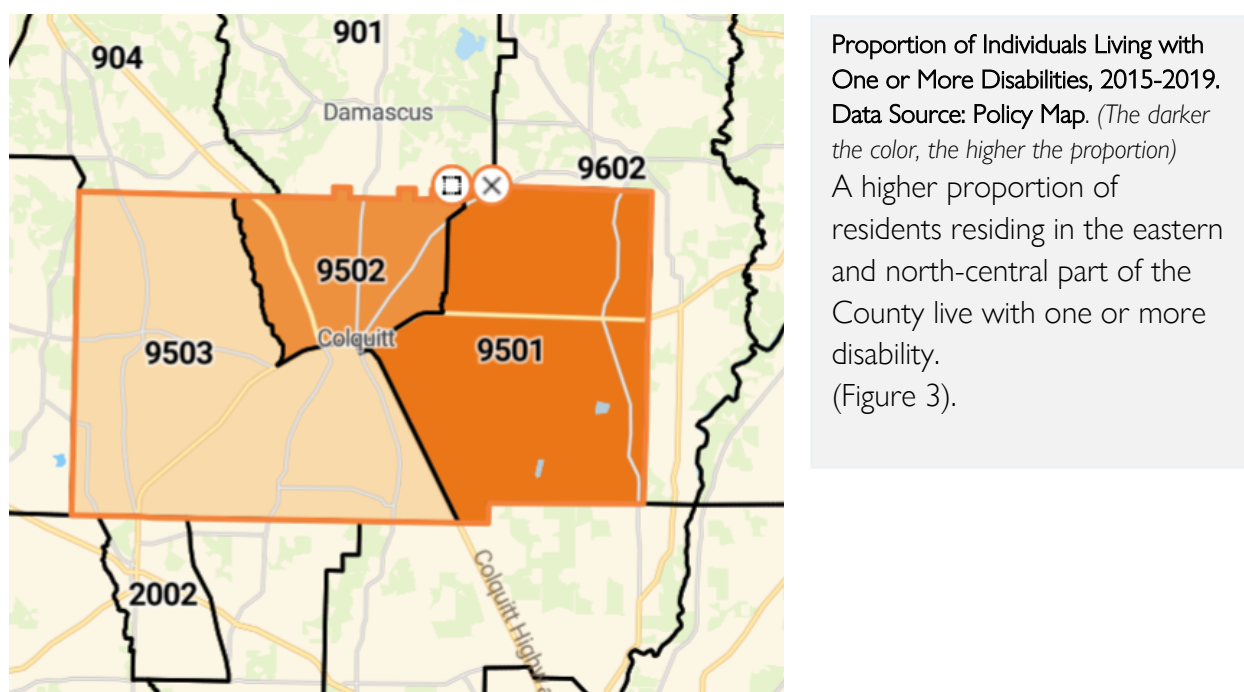 901
904
Damascus
9602
9502
Colquitt
9503
9501
2002
Colquitt Highwa
Proportion of Individuals Living with
One or More Disabilities, 2015-2019.
Data Source: Policy Map. (The darker
the color, the higher the proportion)
A higher proportion of
residents residing in the eastern
and north-central part of the
County live with one or more
disability.
(Figure 3).